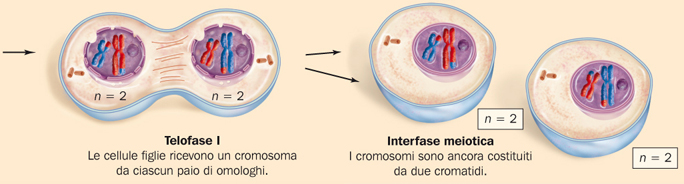 n = 2
n = 2
Telofase I
Le cellule figlie ricevono un cromosoma
da ciascun paio di omologhi.
n = 2
Interfase meiotica
I cromosomi sono ancora costituiti
da due cromatidi.
n = 2